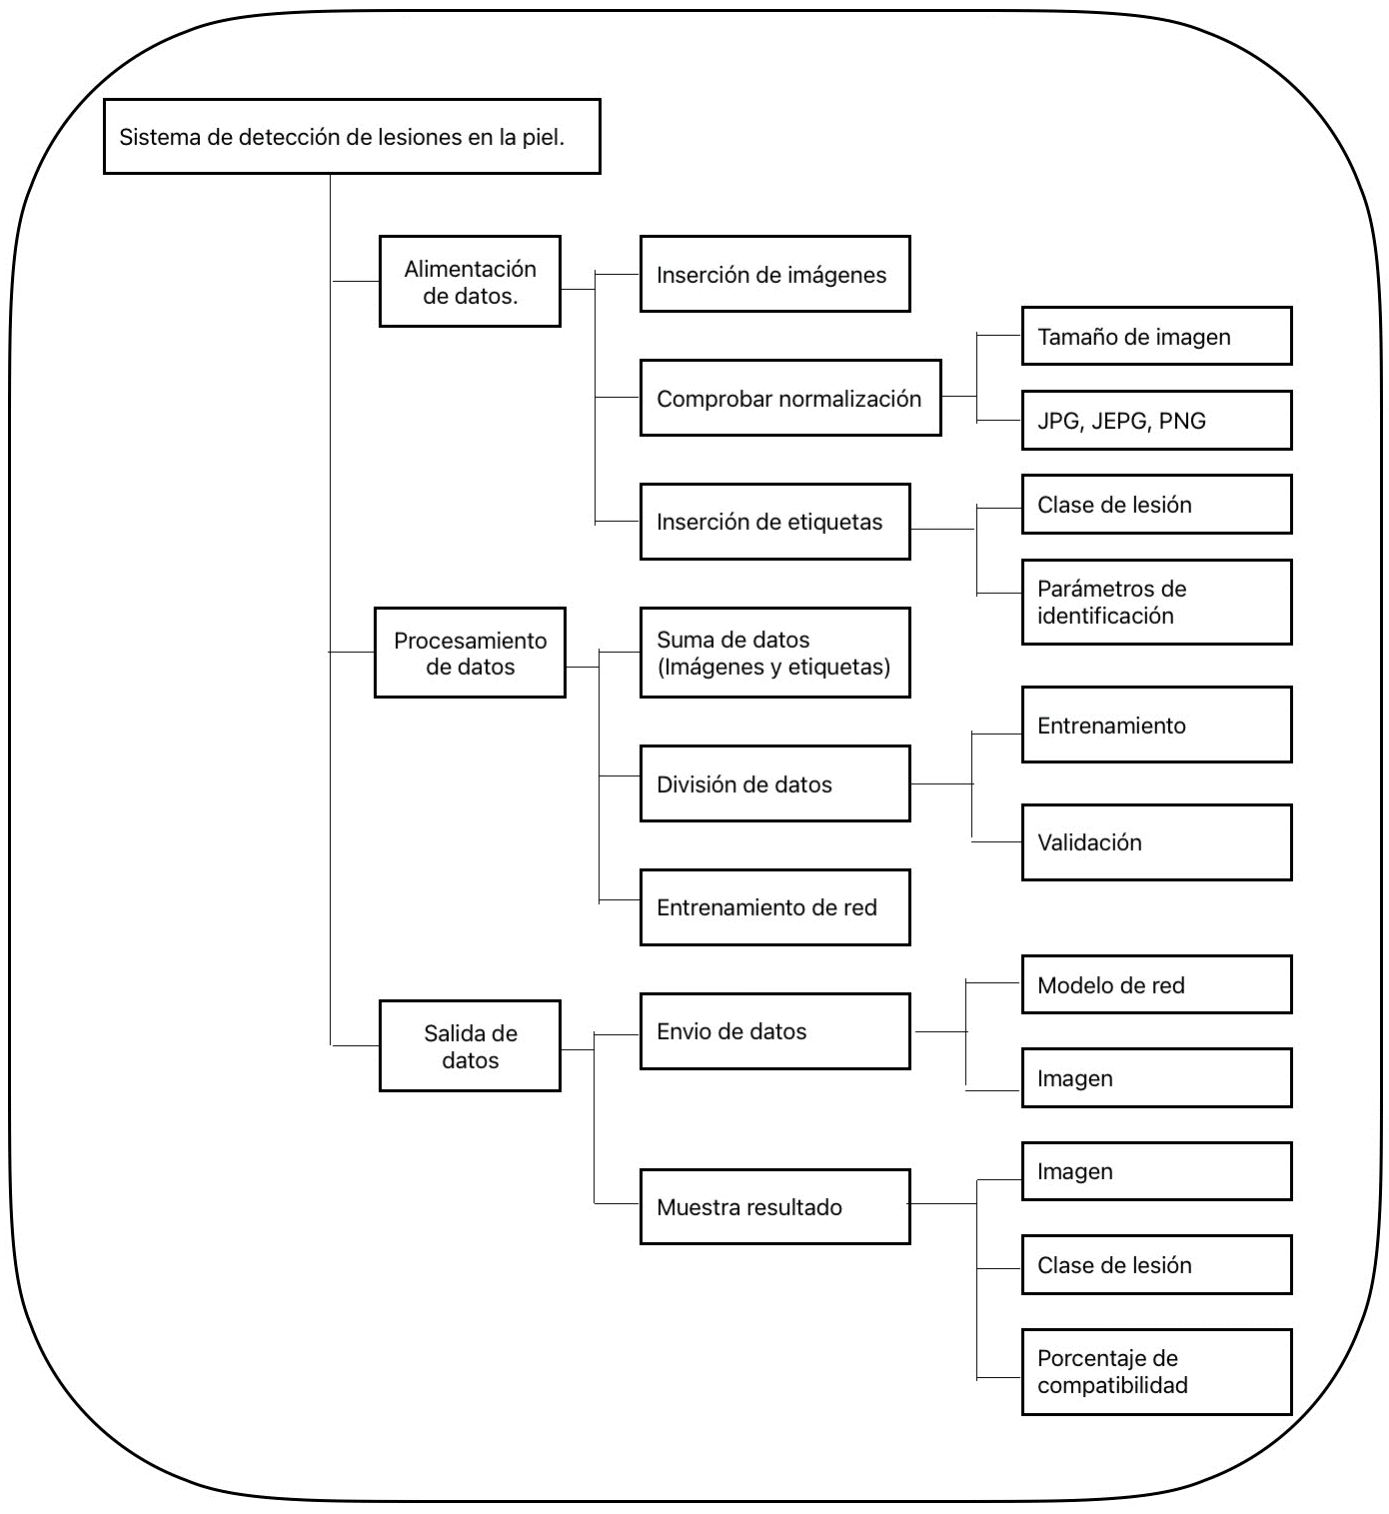 Sistema de detección de lesiones en la piel.
Alimentación
de datos.
Inserción de imágenes
Comprobar normalización
Tamaño de imagen
JPG, JEPG, PNG
Inserción de etiquetas
Clase de lesión
Parámetros de
identificación
Procesamiento
de datos
Suma de datos
(Imágenes y etiquetas)
División de datos
Entrenamiento
Validación
Entrenamiento de red
Salida de
datos
Envio de datos
Modelo de red
Imagen
Muestra resultado
Imagen
Clase de lesión
Porcentaje de
compatibilidad